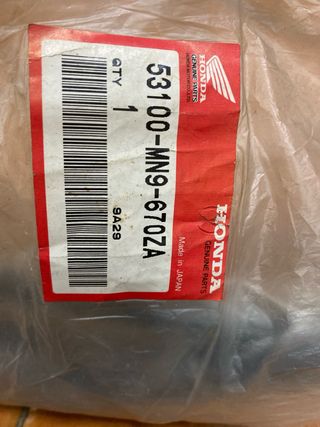 HONDA
GENUINE PARTS
53100-MN9-670ZA
QTY
1
9A29
Made in JAPAN
HONDA
GENUINE PARTS